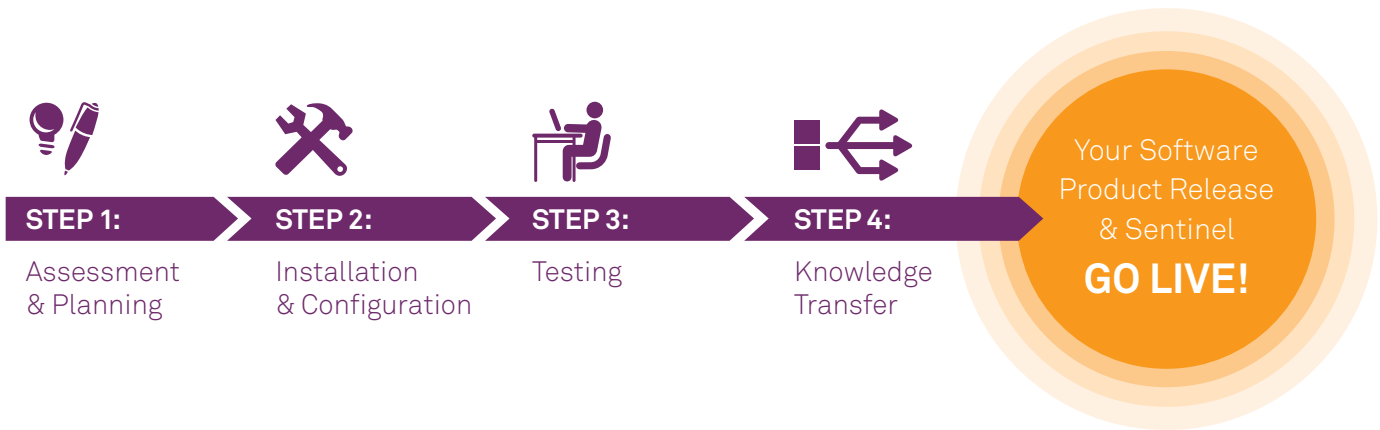 STEP 1:
Assessment
& Planning
STEP 2:
Installation
& Configuration
STEP 3:
Testing
STEP 4:
Knowledge
Transfer
Your Software
Product Release
& Sentinel
GO LIVE!